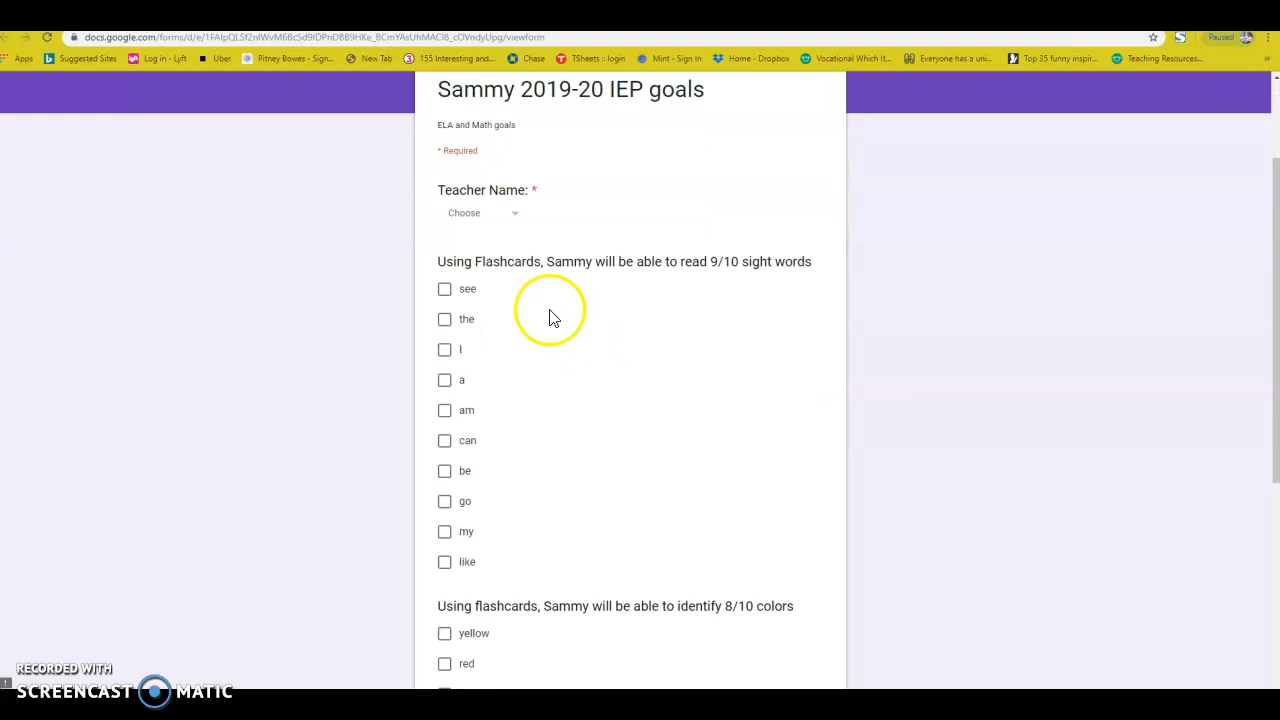 docs.google.com/forms/d/e/1FAIpQLSf2nIWvM6BcSd9IDPnDBB9HKe_BCmYAsUhMACl8_cOVndyUpg/viewform
Paused
Apps Suggested Sites Log in - Lyft Uber Pitney Bowes - Sign... New Tab 155 Interesting and... Chase TSheets :: login Mint - Sign In Home - Dropbox Vocational Which It... Everyone has a uni... Top 35 funny inspir... Teaching Resources... »
Sammy 2019-20 IEP goals
ELA and Math goals
* Required
Teacher Name: *
Choose
Using Flashcards, Sammy will be able to read 9/10 sight words
see
the
I
a
am
can
be
go
my
like
Using flashcards, Sammy will be able to identify 8/10 colors
yellow
red
RECORDED WITH
SCREENCAST MATIC